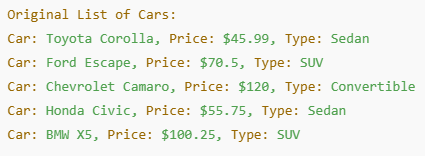 Original List of Cars:
Car: Toyota Corolla, Price: $45.99, Type: Sedan
Car: Ford Escape, Price: $70.5, Type: SUV
Car: Chevrolet Camaro, Price: $120, Type: Convertible
Car: Honda Civic, Price: $55.75, Type: Sedan
Car: BMW X5, Price: $100.25, Type: SUV